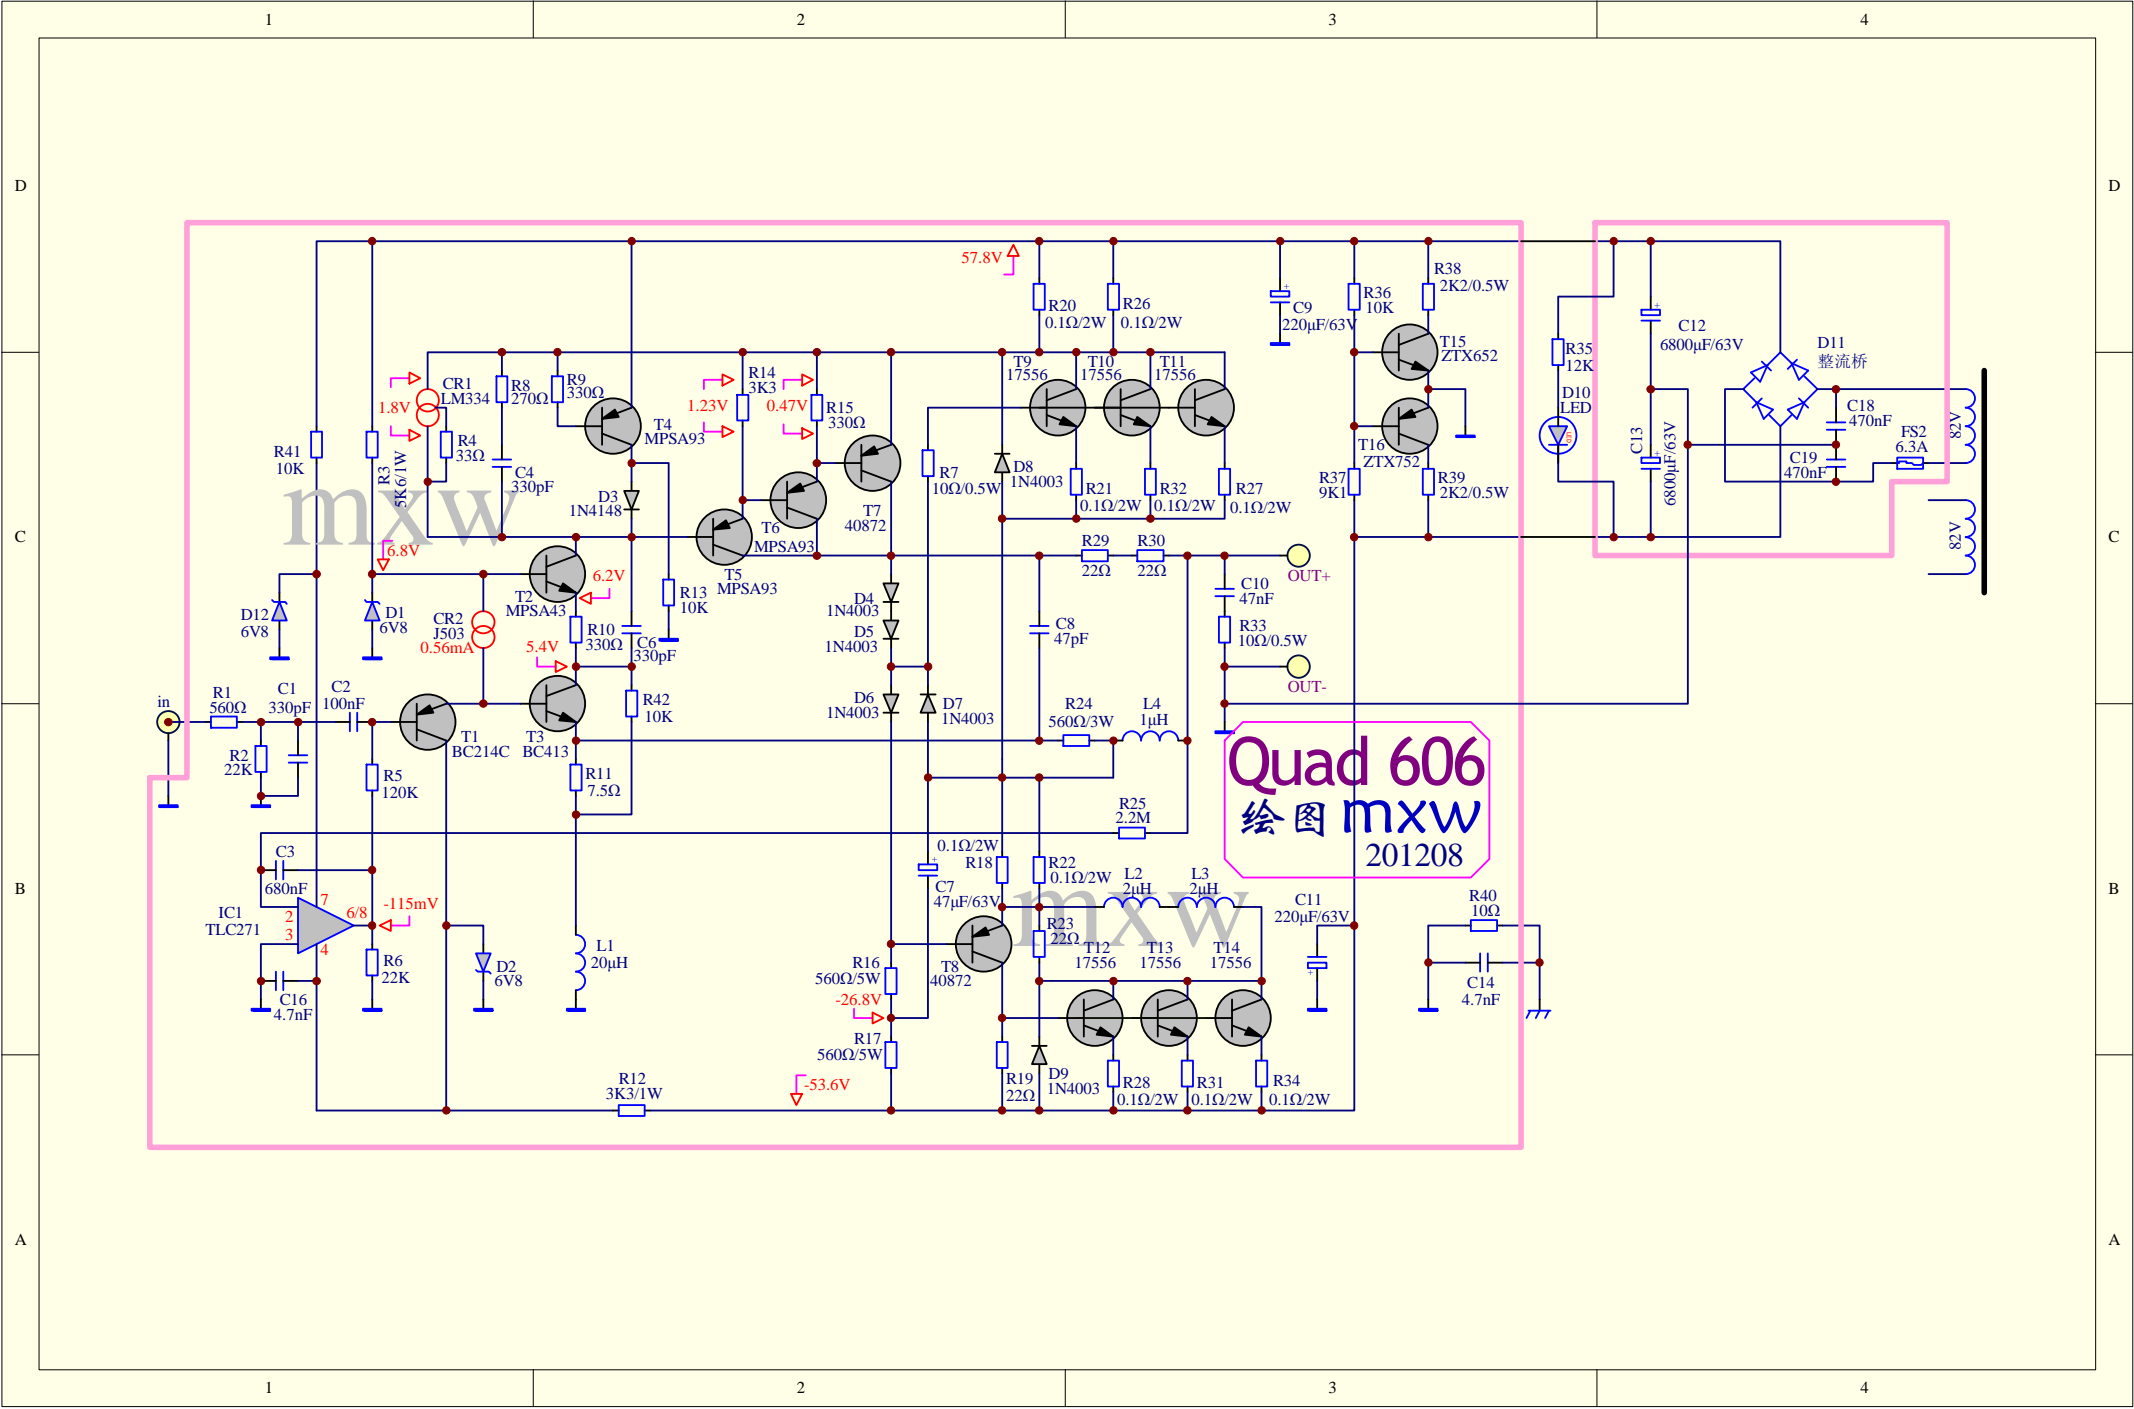 1
2
3
4
D
D
C
C
B
B
A
A
1
2
3
4
57.8V
R20
0.1Ω/2W
R26
0.1Ω/2W
C9
220μF/63V
R36
10K
R38
2K2/0.5W
T15
ZTX652
T16
ZTX752
R37
9K1
R39
2K2/0.5W
R35
12K
D10
LED
C12
6800μF/63V
C13
6800μF/63V
D11
整流桥
C18
470nF
C19
470nF
FS2
6.3A
82V
82V
R41
10K
R3
5K6/1W
1.8V
CR1
LM334
R4
33Ω
R8
270Ω
R9
330Ω
C4
330pF
T4
MPSA93
D3
1N4148
1.23V
R14
3K3
0.47V
R15
330Ω
T7
40872
T6
MPSA93
T5
MPSA93
R7
10Ω/0.5W
D8
1N4003
T9
17556
T10
17556
T11
17556
R21
0.1Ω/2W
R32
0.1Ω/2W
R27
0.1Ω/2W
mxw
6.8V
D12
6V8
D1
6V8
CR2
J503
0.56mA
T2
MPSA43
6.2V
R10
330Ω
C6
330pF
R13
10K
5.4V
R42
10K
D4
1N4003
D5
1N4003
D6
1N4003
D7
1N4003
R29
22Ω
R30
22Ω
C8
47pF
C10
47nF
R33
10Ω/0.5W
OUT+
OUT-
in
R1
560Ω
C1
330pF
C2
100nF
R2
22K
R5
120K
T1
BC214C
T3
BC413
R11
7.5Ω
R24
560Ω/3W
L4
1μH
R25
2.2M
Quad 606
绘图 mxw
201208
C3
680nF
IC1
TLC271
2
3
7
4
6/8
-115mV
C16
4.7nF
R6
22K
D2
6V8
L1
20μH
0.1Ω/2W
R18
C7
47μF/63V
R22
0.1Ω/2W
L2
2μH
L3
2μH
mxw
R23
22Ω
T8
40872
T12
17556
T13
17556
T14
17556
C11
220μF/63V
R40
10Ω
C14
4.7nF
R16
560Ω/5W
-26.8V
R17
560Ω/5W
-53.6V
R12
3K3/1W
R19
22Ω
D9
1N4003
R28
0.1Ω/2W
R31
0.1Ω/2W
R34
0.1Ω/2W